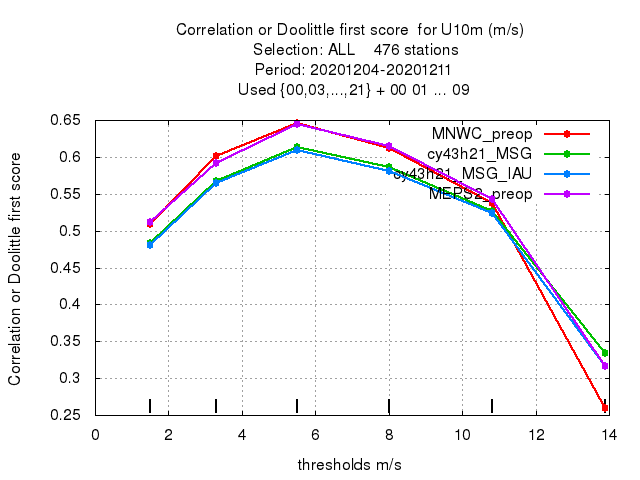 Correlation or Doolittle first score  for U10m (m/s)
Selection: ALL    476 stations
Period: 20201204-20201211
Used {00,03,...,21} + 00 01 ... 09
Correlation or Doolittle first score
0.65
0.6
0.55
0.5
0.45
0.4
0.35
0.3
0.25
MNWC_preop
cy43h21_MSG
cy43h21_MSG_IAU
MEPS2_preop
0 2 4 6 8 10 12 14
thresholds m/s